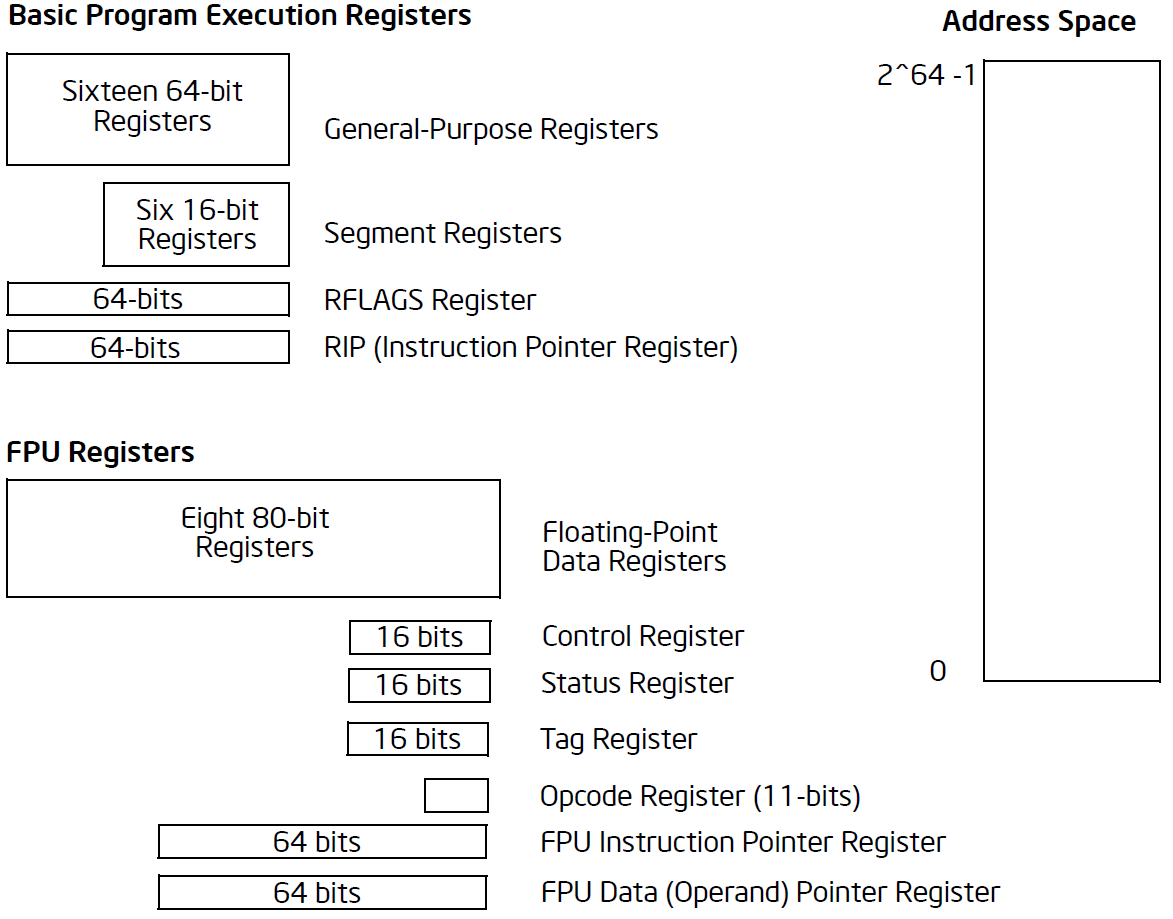 Basic Program Execution Registers
Address Space
2^64 -1
Sixteen 64-bit
Registers
General-Purpose Registers
Six 16-bit
Registers
Segment Registers
64-bits
RFLAGS Register
64-bits
RIP (Instruction Pointer Register)
FPU Registers
Eight 80-bit
Registers
Floating-Point
Data Registers
16 bits
Control Register
0
16 bits
Status Register
16 bits
Tag Register
Opcode Register (11-bits)
64 bits
FPU Instruction Pointer Register
64 bits
FPU Data (Operand) Pointer Register